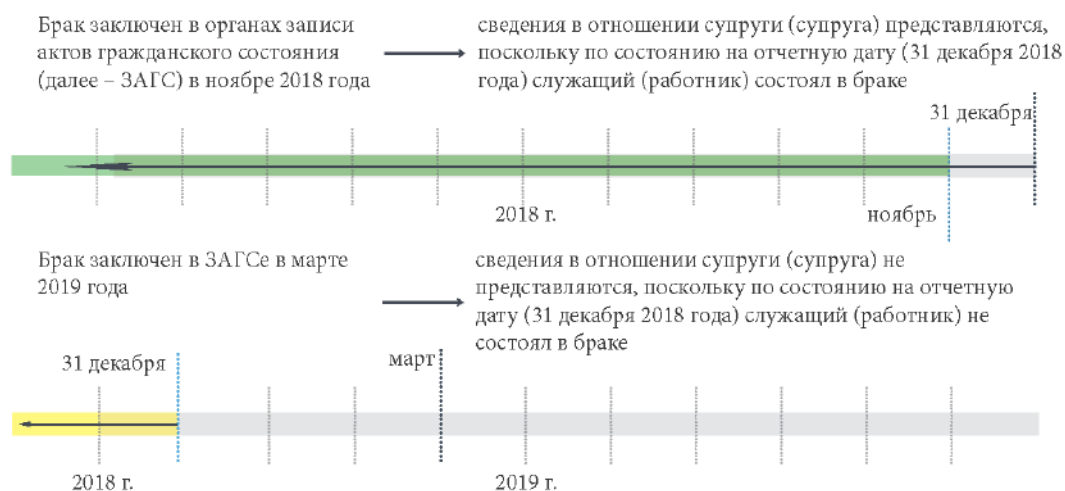 Брак заключен в органах записи
актов гражданского состояния
(далее – ЗАГС) в ноябре 2018 года
сведения в отношении супруги (супруга) представляются,
поскольку по состоянию на отчетную дату (31 декабря 2018
года) служащий (работник) состоял в браке
31 декабря
2018 г.
ноябрь
Брак заключен в ЗАГСе в марте
2019 года
сведения в отношении супруги (супруга) не
представляются, поскольку по состоянию на отчетную
дату (31 декабря 2018 года) служащий (работник) не
состоял в браке
31 декабря
март
2018 г.
2019 г.